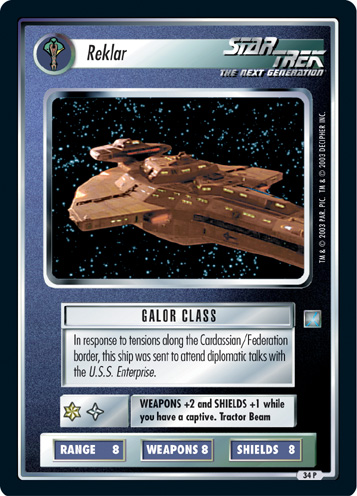 Reklar
STAR TREK
THE NEXT GENERATION
TM & © 2003 PAR. PIC. TM & © 2003 DECIPHER INC.
GALOR CLASS
In response to tensions along the Cardassian/Federation
border, this ship was sent to attend diplomatic talks with
the U.S.S. Enterprise.
WEAPONS +2 and SHIELDS +1 while
you have a captive. Tractor Beam
RANGE 8 WEAPONS 8 SHIELDS 8
34 P